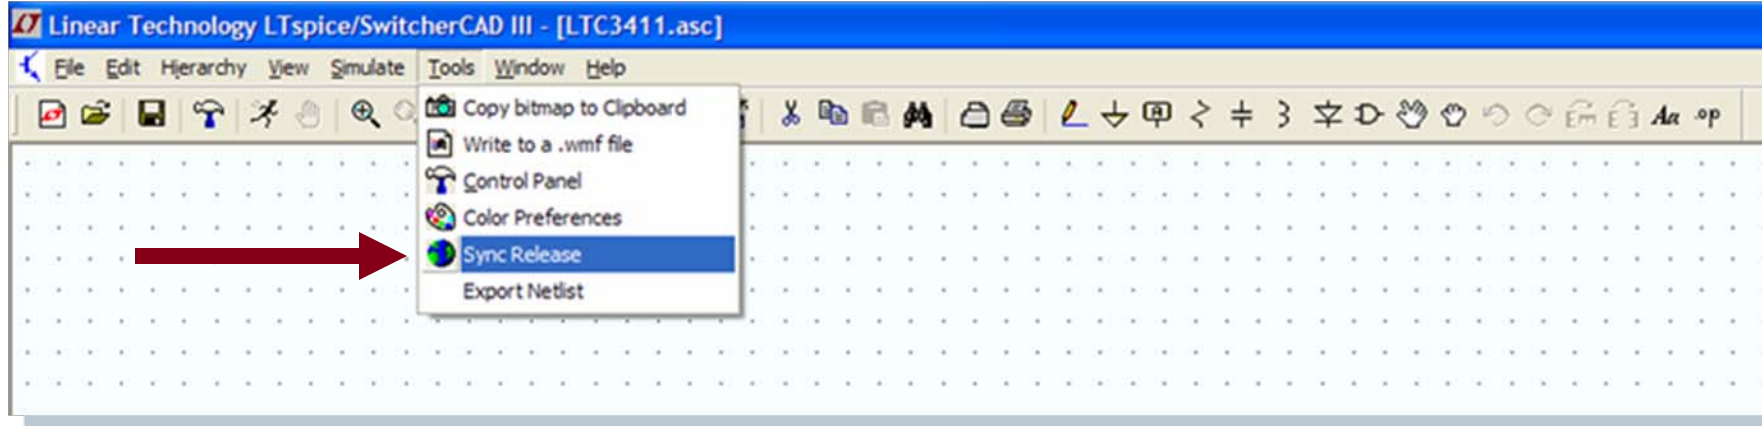 Linear Technology LTspice/SwitcherCAD III - [LTC3411.asc]
File Edit Hierarchy View Simulate Tools Window Help
Aa .op
Copy bitmap to Clipboard
Write to a .wmf file
Control Panel
Color Preferences
Sync Release
Export Netlist